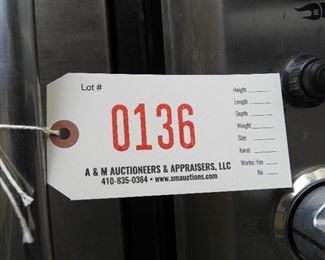 Lot #
0136
A & M AUCTIONEERS & APPRAISERS, LLC
410-835-0384 • www.amauctions.com
Height
Length
Depth
Weight
Size
Karat
Works: Yes
No